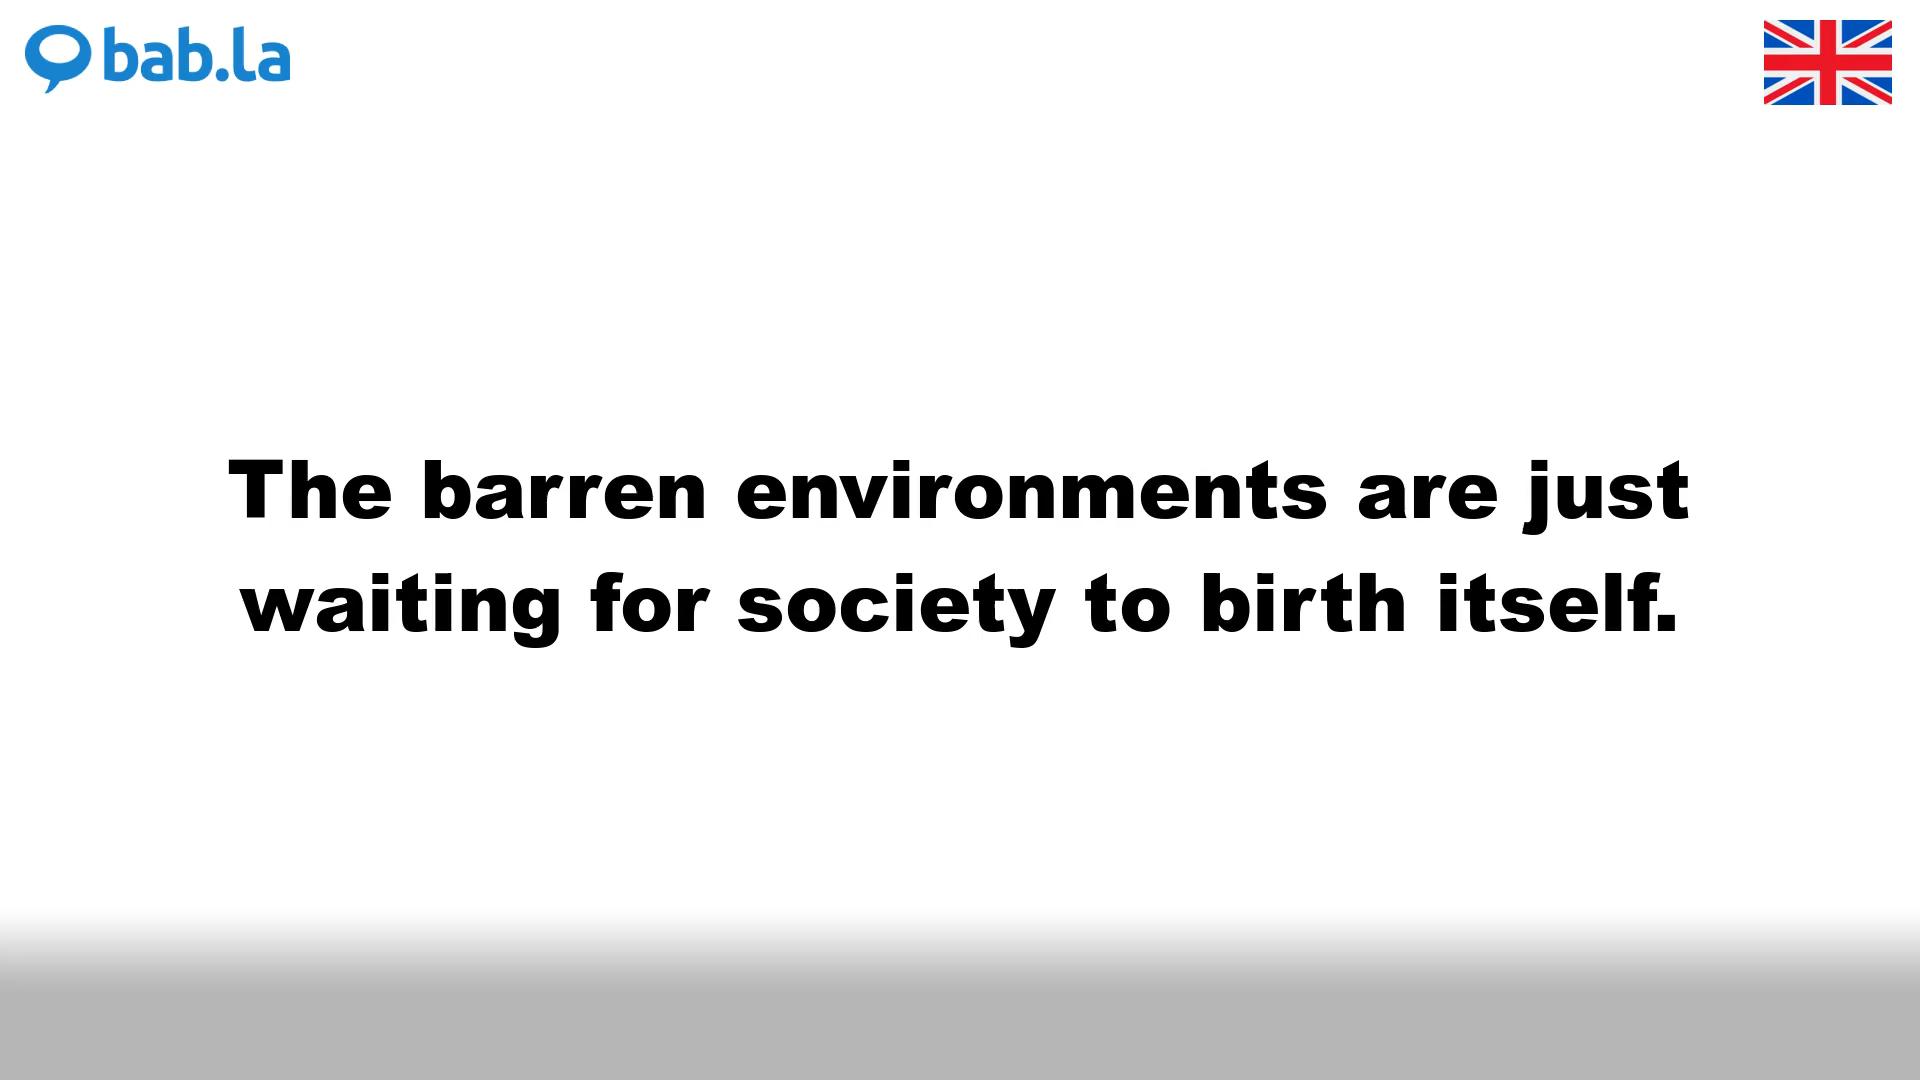 bab.la
The barren environments are just
waiting for society to birth itself.